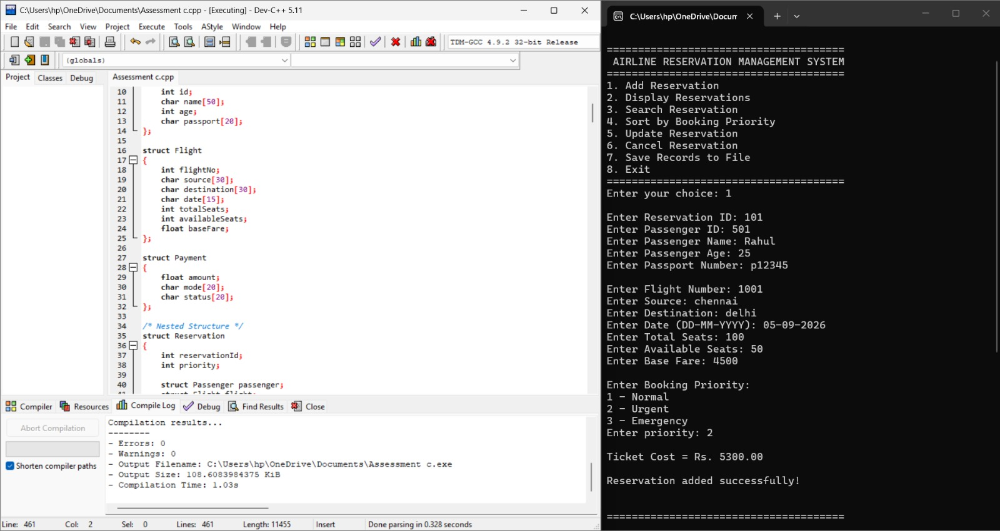 C:\Users\hp\OneDrive\Documents\Assessment c.cpp - [Executing] - Dev-C++ 5.11
File Edit Search View Project Execute Tools AStyle Window Help
TDM-GCC 4.9.2 32-bit Release
(globals)
Project Classes Debug
Assessment c.cpp
10 int id;
11 char name[50];
12 int age;
13 char passport[20];
14 };
15
16 struct Flight
17 {
18 int flightNo;
19 char source[30];
20 char destination[30];
21 char date[15];
22 int totalSeats;
23 int availableSeats;
24 float baseFare;
25 };
26
27 struct Payment
28 {
29 float amount;
30 char mode[20];
31 char status[20];
32 };
33
34 /* Nested Structure */
35 struct Reservation
36 {
37 int reservationId;
38 int priority;
39
40 struct Passenger passenger;
41 struct Flight flight;
Compiler Resources Compile Log Debug Find Results Close
Abort Compilation
Shorten compiler paths
Compilation results...
--------
- Errors: 0
- Warnings: 0
- Output Filename: C:\Users\hp\OneDrive\Documents\Assessment c.exe
- Output Size: 108.6083984375 KiB
- Compilation Time: 1.03s
Line: 461 Col: 2 Sel: 0 Lines: 461 Length: 11455 Insert Done parsing in 0.328 seconds
C:\Users\hp\OneDrive\Docum
======================================
AIRLINE RESERVATION MANAGEMENT SYSTEM
======================================
1. Add Reservation
2. Display Reservations
3. Search Reservation
4. Sort by Booking Priority
5. Update Reservation
6. Cancel Reservation
7. Save Records to File
8. Exit
======================================
Enter your choice: 1
Enter Reservation ID: 101
Enter Passenger ID: 501
Enter Passenger Name: Rahul
Enter Passenger Age: 25
Enter Passport Number: p12345
Enter Flight Number: 1001
Enter Source: chennai
Enter Destination: delhi
Enter Date (DD-MM-YYYY): 05-09-2026
Enter Total Seats: 100
Enter Available Seats: 50
Enter Base Fare: 4500
Enter Booking Priority:
1 - Normal
2 - Urgent
3 - Emergency
Enter priority: 2
Ticket Cost = Rs. 5300.00
Reservation added successfully!
======================================